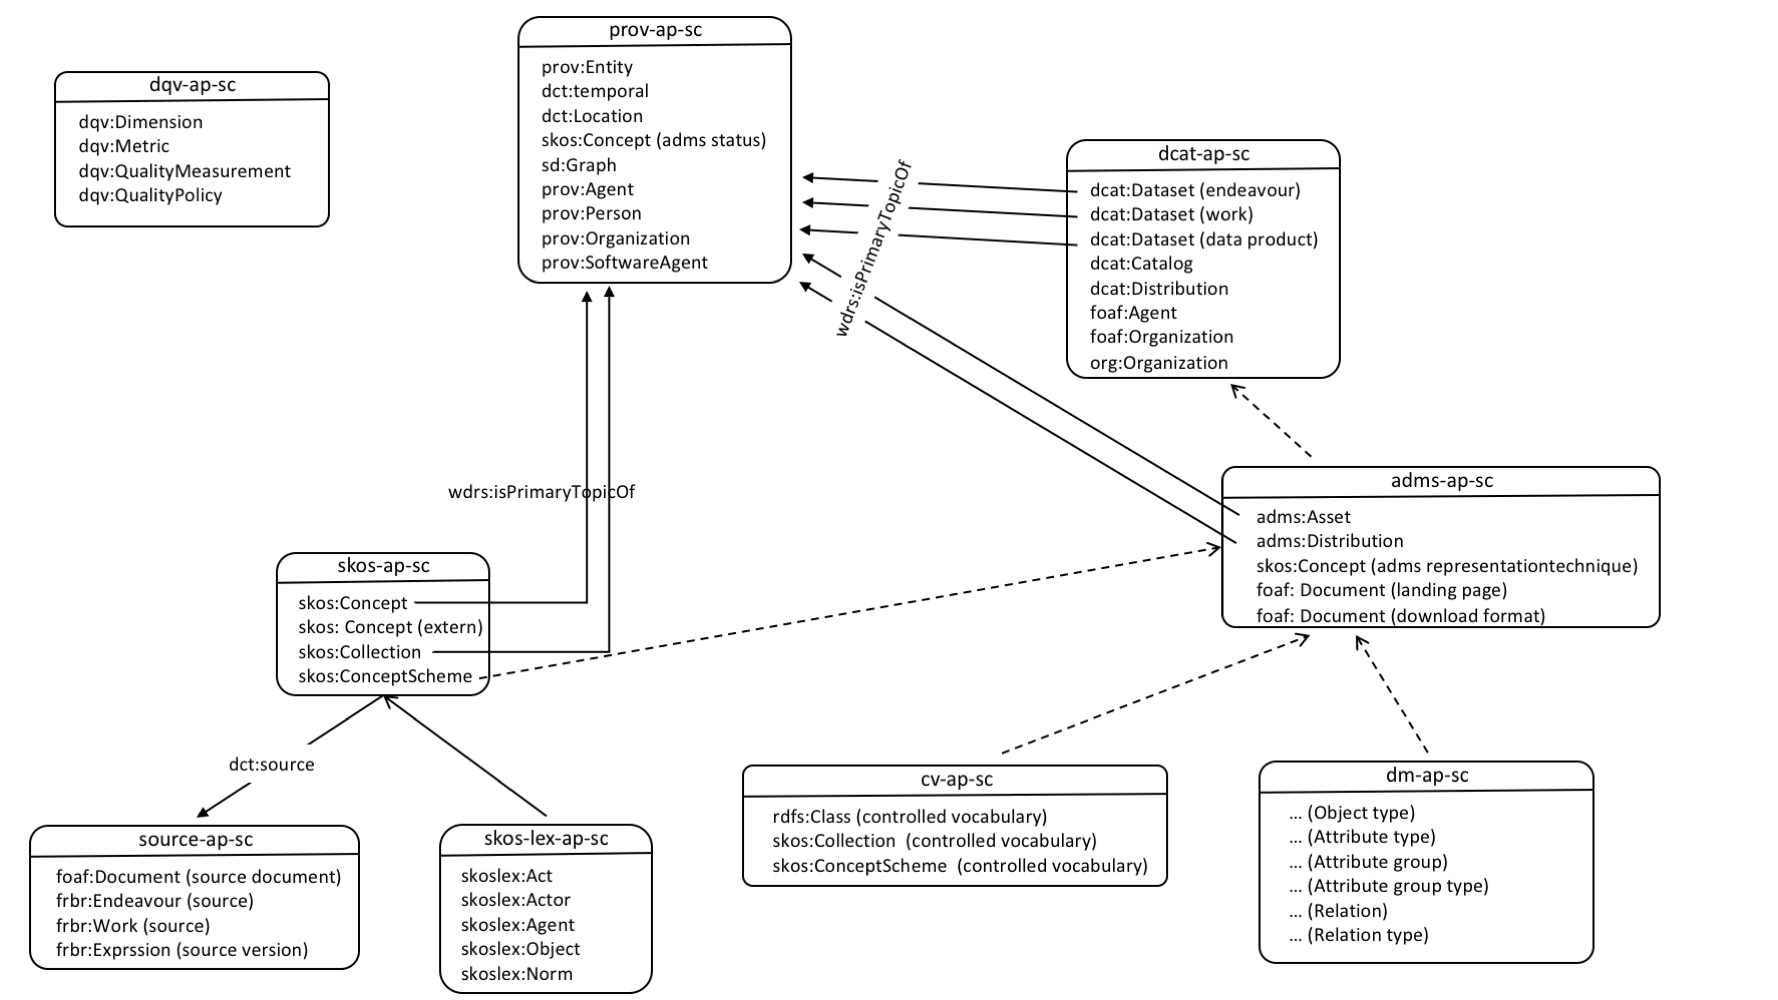 prov-ap-sc
prov:Entity
dct:temporal
dct:Location
skos:Concept (adms status)
sd:Graph
prov:Agent
prov:Person
prov:Organization
prov:SoftwareAgent
dqv-ap-sc
dqv:Dimension
dqv:Metric
dqv:QualityMeasurement
dqv:QualityPolicy
wdrs:isPrimaryTopicOf
dcat-ap-sc
dcat:Dataset (endeavour)
dcat:Dataset (work)
dcat:Dataset (data product)
dcat:Catalog
dcat:Distribution
foaf:Agent
foaf:Organization
org:Organization
adms-ap-sc
adms:Asset
adms:Distribution
skos:Concept (adms representationtechnique)
foaf: Document (landing page)
foaf: Document (download format)
wdrs:isPrimaryTopicOf
skos-ap-sc
skos:Concept
skos: Concept (extern)
skos:Collection
skos:ConceptScheme
dct:source
source-ap-sc
foaf:Document (source document)
frbr:Endeavour (source)
frbr:Work (source)
frbr:Exprssion (source version)
skos-lex-ap-sc
skoslex:Act
skoslex:Actor
skoslex:Agent
skoslex:Object
skoslex:Norm
cv-ap-sc
rdfs:Class (controlled vocabulary)
skos:Collection (controlled vocabulary)
skos:ConceptScheme (controlled vocabulary)
dm-ap-sc
... (Object type)
... (Attribute type)
... (Attribute group)
... (Attribute group type)
... (Relation)
... (Relation type)